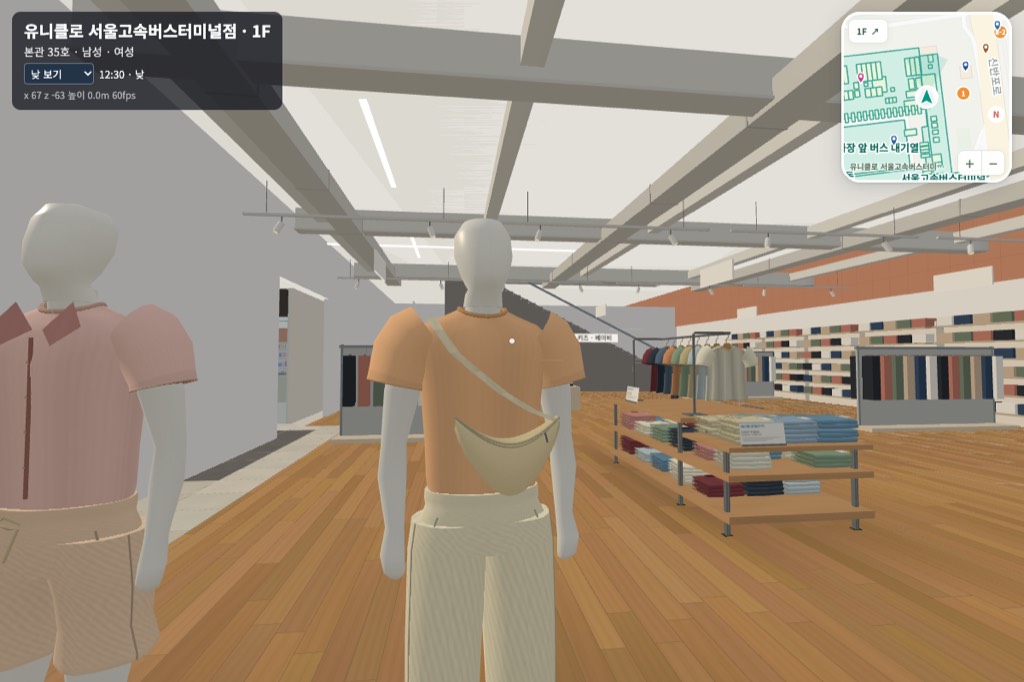 유니클로 서울고속버스터미널점 · 1F
본관 35호 · 남성 · 여성
낮 보기 12:30 · 낮
x 67 z -63 높이 0.0m 60fps
1F ↗
신반포로
1
N
장 앞 버스 대기열
유니클로 서울고속버스터미
서울고속버스터미널
+ −
키즈 · 베이비